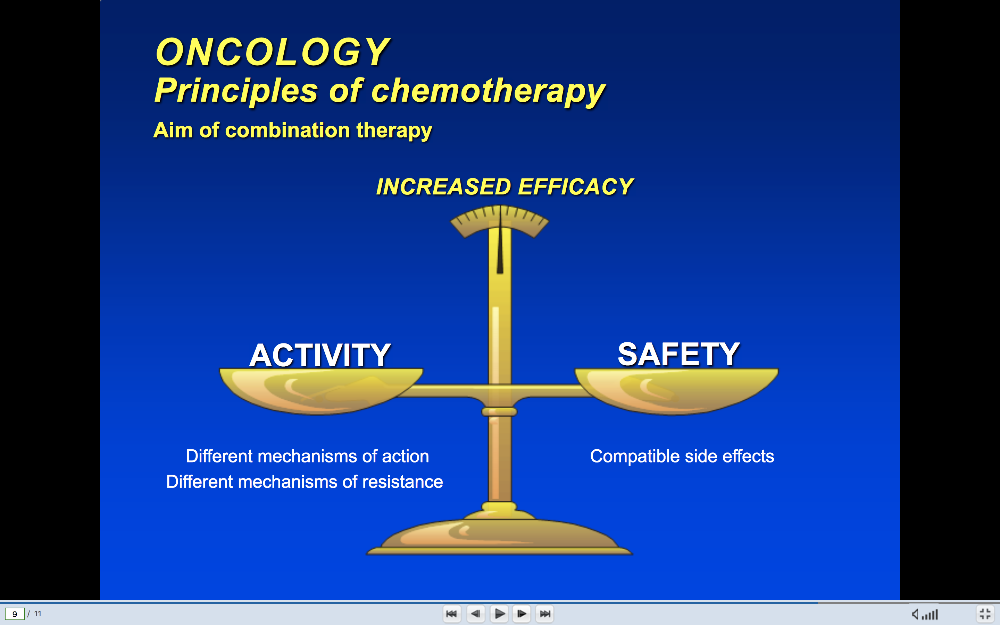 ONCOLOGY
Principles of chemotherapy
Aim of combination therapy
INCREASED EFFICACY
ACTIVITY
SAFETY
Different mechanisms of action
Different mechanisms of resistance
Compatible side effects
9 / 11